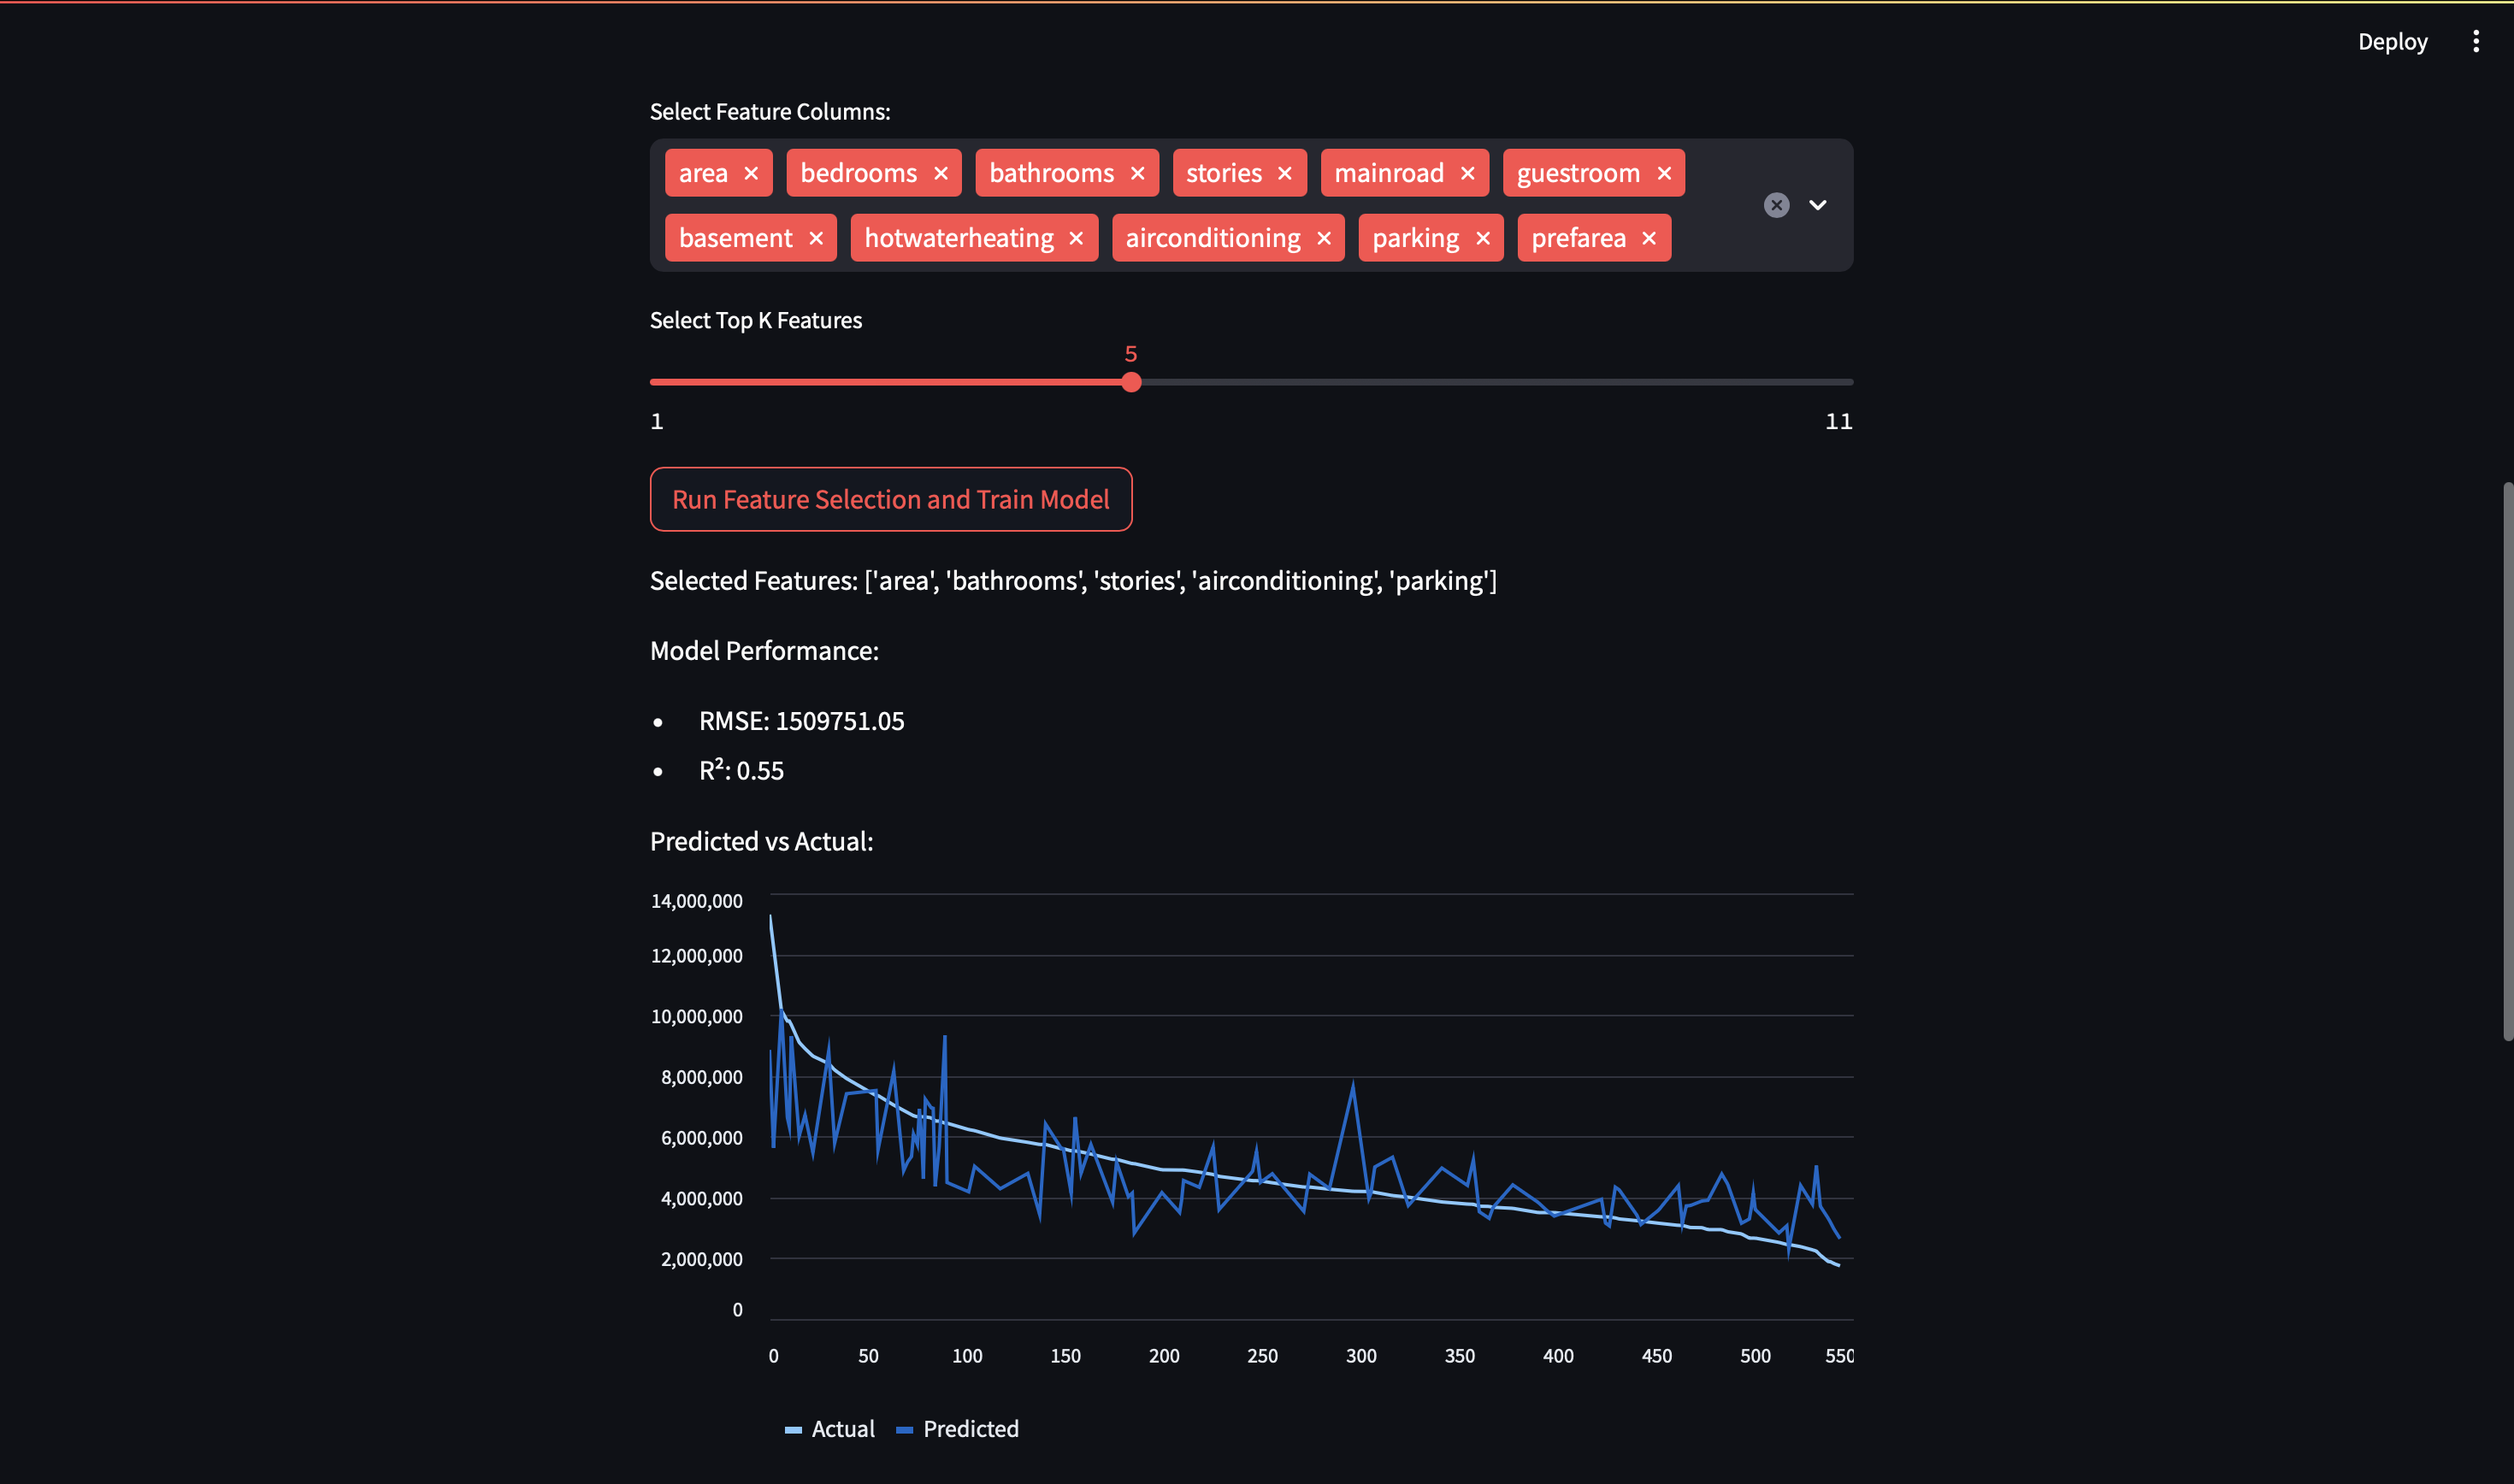 Deploy
Select Feature Columns:
area bedrooms bathrooms stories mainroad guestroom
basement hotwaterheating airconditioning parking prefarea
Select Top K Features
5
1 11
Run Feature Selection and Train Model
Selected Features: ['area', 'bathrooms', 'stories', 'airconditioning', 'parking']
Model Performance:
• RMSE: 1509751.05
• R²: 0.55
Predicted vs Actual:
14,000,000
12,000,000
10,000,000
8,000,000
6,000,000
4,000,000
2,000,000
0
0 50 100 150 200 250 300 350 400 450 500 550
Actual Predicted